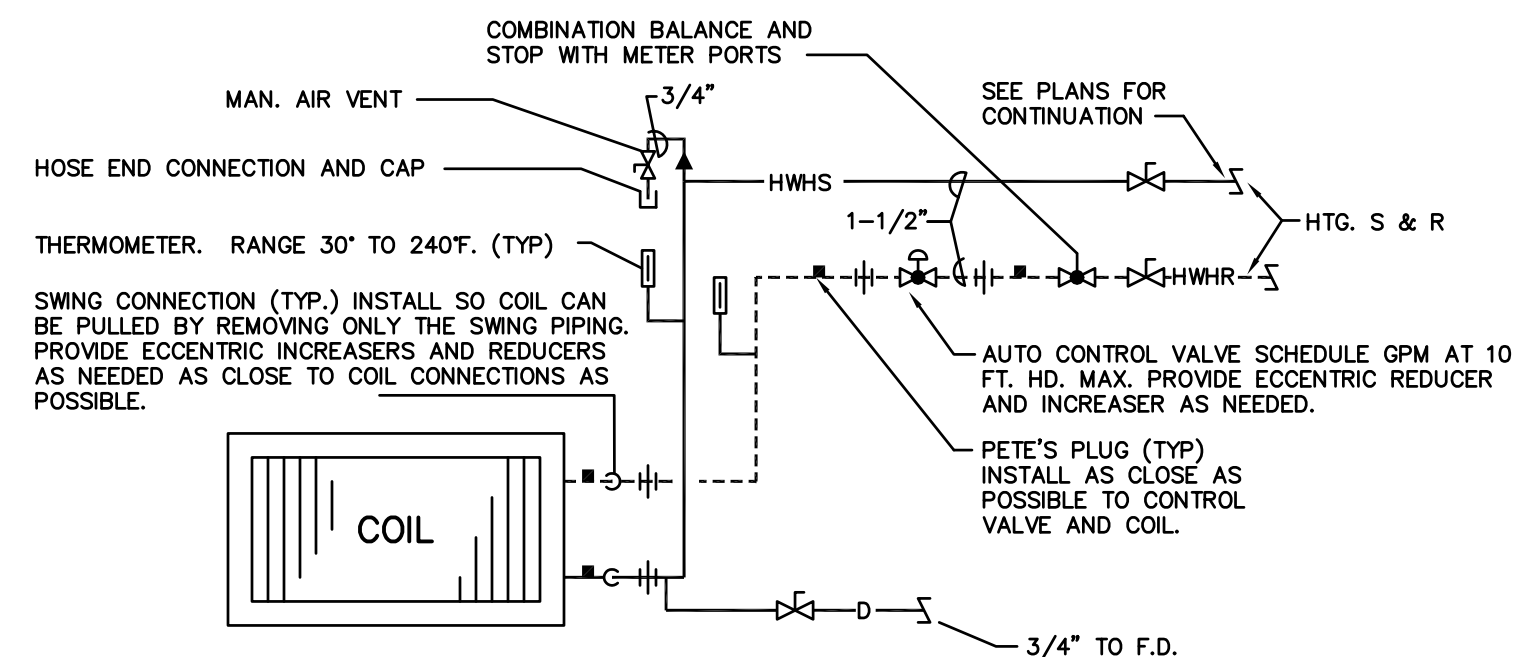 COMBINATION BALANCE AND
STOP WITH METER PORTS
MAN. AIR VENT
3/4"
SEE PLANS FOR
CONTINUATION
HOSE END CONNECTION AND CAP
HWHS
1-1/2"
HTG. S & R
THERMOMETER. RANGE 30° TO 240°F. (TYP)
HWHR
SWING CONNECTION (TYP.) INSTALL SO COIL CAN
BE PULLED BY REMOVING ONLY THE SWING PIPING.
PROVIDE ECCENTRIC INCREASERS AND REDUCERS
AS NEEDED AS CLOSE TO COIL CONNECTIONS AS
POSSIBLE.
AUTO CONTROL VALVE SCHEDULE GPM AT 10
FT. HD. MAX. PROVIDE ECCENTRIC REDUCER
AND INCREASER AS NEEDED.
PETE'S PLUG (TYP)
INSTALL AS CLOSE AS
POSSIBLE TO CONTROL
VALVE AND COIL.
COIL
D
3/4" TO F.D.